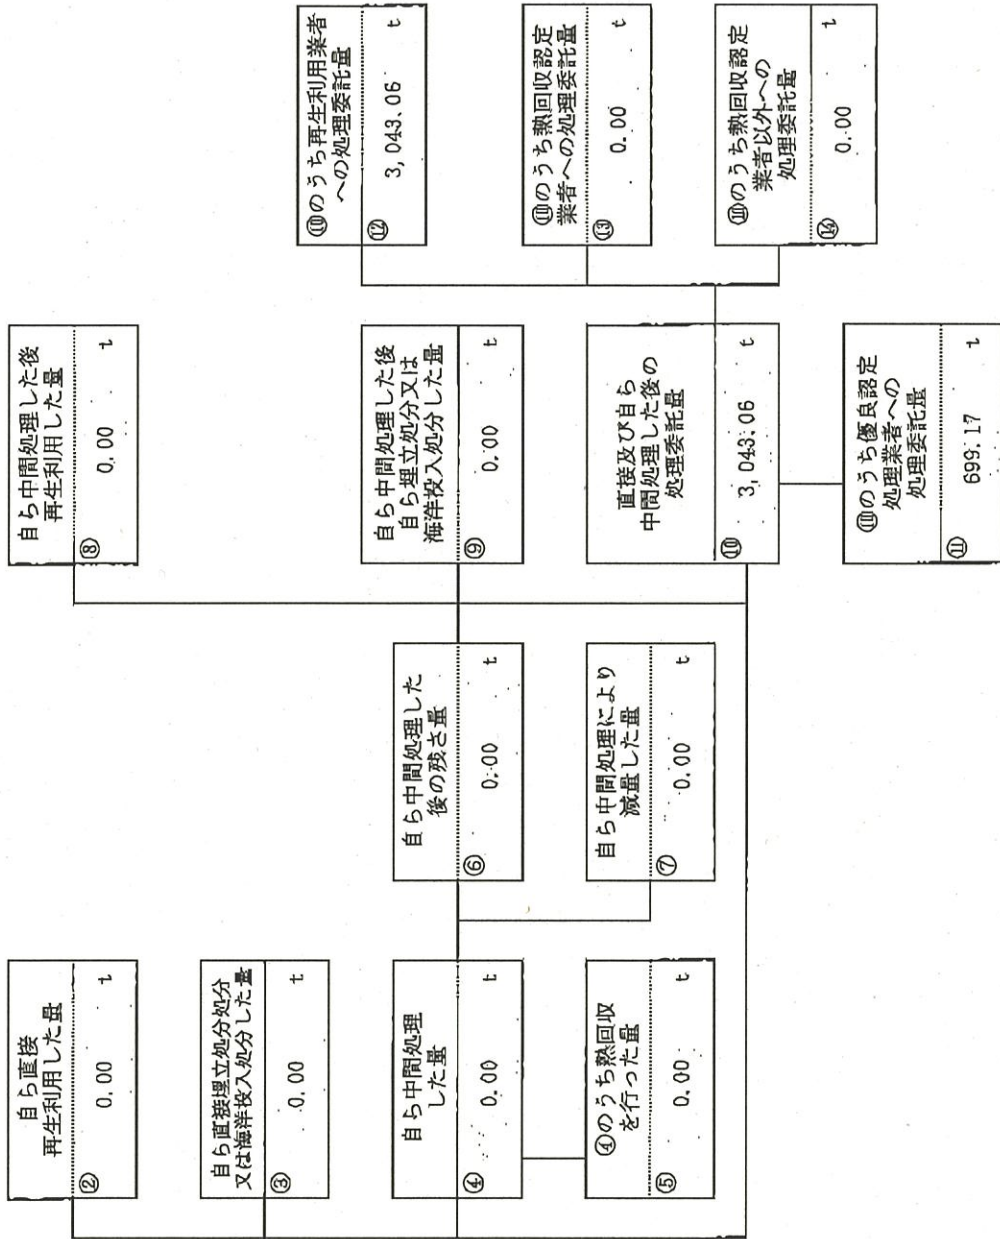 自ら直接
再生利用した量
② 0.00 t
自ら直接埋立処分処分
又は海洋投入処分した量
③ 0.00 t
自ら中間処理
した量
④ 0.00 t
④のうち熱回収
を行った量
⑤ 0.00 t
自ら中間処理した
後の残さ量
⑥ 0.00 t
自ら中間処理により
減量した量
⑦ 0.00 t
自ら中間処理した後
再生利用した量
⑧ 0.00 t
自ら中間処理した後
自ら埋立処分又は
海洋投入処分した量
⑨ 0.00 t
直接及び自ら
中間処理した後の
処理委託量
⑩ 3,043.06 t
⑩のうち優良認定
処理業者への
処理委託量
⑪ 699.17 t
⑩のうち再生利用業者
への処理委託量
⑫ 3,043.06 t
⑩のうち熱回収認定
業者への処理委託量
⑬ 0.00 t
⑩のうち熱回収認定
業者以外への
処理委託量
⑭ 0.00 t